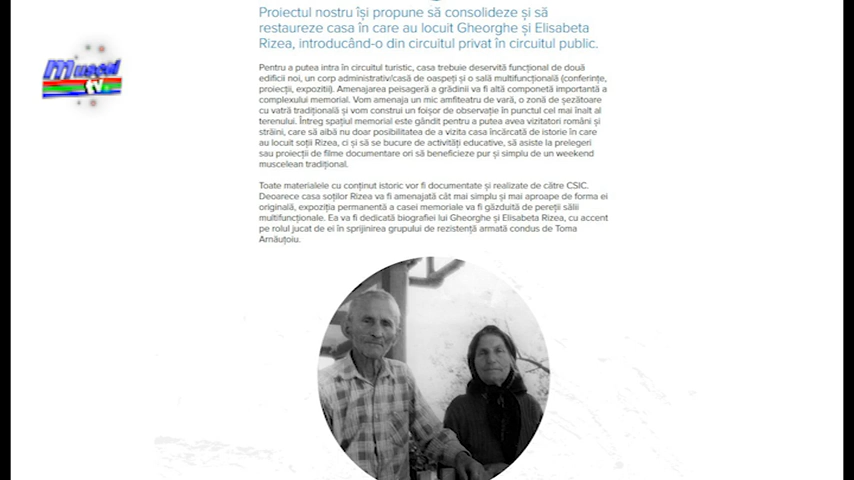 Proiectul nostru își propune să consolideze și să
restaureze casa în care au locuit Gheorghe și Elisabeta
Rizea, introducând-o din circuitul privat în circuitul public.
Muscel
tv
Pentru a putea intra în circuitul turistic, casa trebuie deservită funcțional de două
edificii noi, un corp administrativ/casă de oaspeți și o sală multifuncțională (conferințe,
proiecții, expozitii). Amenajarea peisageră a grădinii va fi altă componetă importantă a
complexului memorial. Vom amenaja un mic amfiteatru de vară, o zonă de șezătoare
cu vatră tradițională și vom construi un foișor de observație în punctul cel mai înalt al
terenului. Întreg spațiul memorial este gândit pentru a putea avea vizitatori români și
străini, care să aibă nu doar posibilitatea de a vizita casa încărcată de istorie în care
au locuit soții Rizea, ci și să se bucure de activități educative, să asiste la prelegeri
sau proiecții de filme documentare ori să beneficieze pur și simplu de un weekend
muscelean tradițional.
Toate materialele cu conținut istoric vor fi documentate și realizate de către CSIC.
Deoarece casa soților Rizea va fi amenajată cât mai simplu și mai aproape de forma ei
originală, expoziția permanentă a casei memoriale va fi găzduită de pereții sălii
multifuncționale. Ea va fi dedicată biografiei lui Gheorghe și Elisabeta Rizea, cu accent
pe rolul jucat de ei în sprijinirea grupului de rezistență armată condus de Toma
Arnăuțoiu.